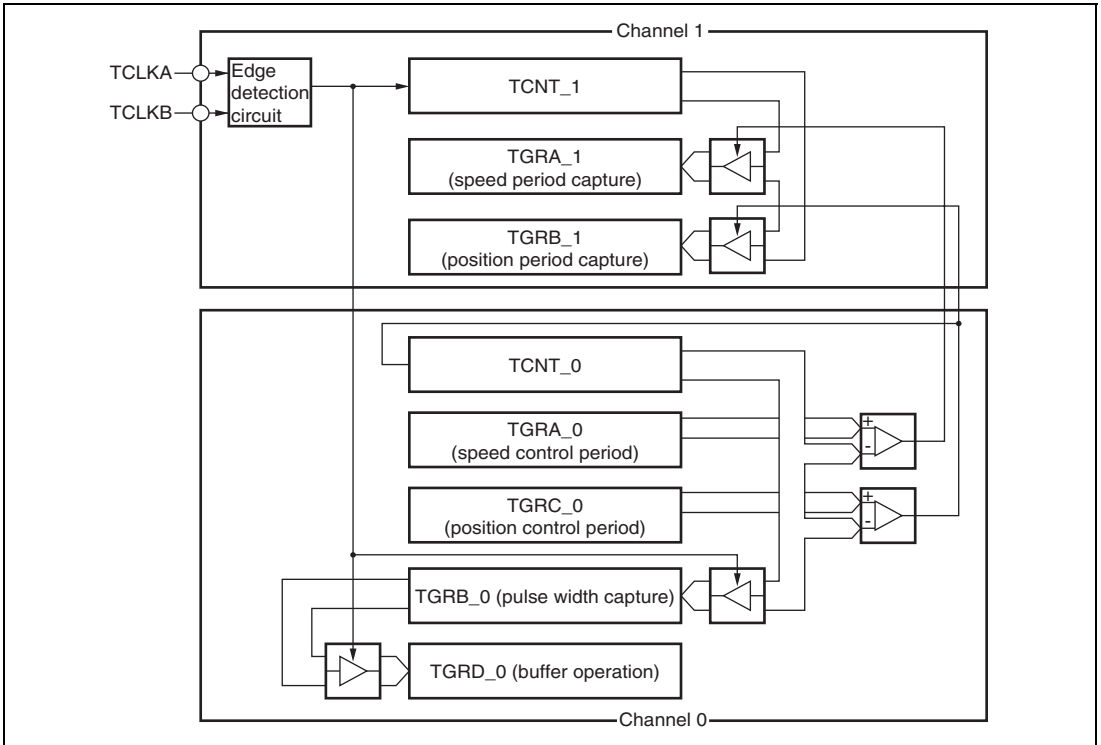 Channel 1
TCLKA
TCLKB
Edge
detection
circuit
TCNT_1
TGRA_1
(speed period capture)
TGRB_1
(position period capture)
TCNT_0
TGRA_0
(speed control period)
+
-
TGRC_0
(position control period)
+
-
TGRB_0 (pulse width capture)
TGRD_0 (buffer operation)
Channel 0